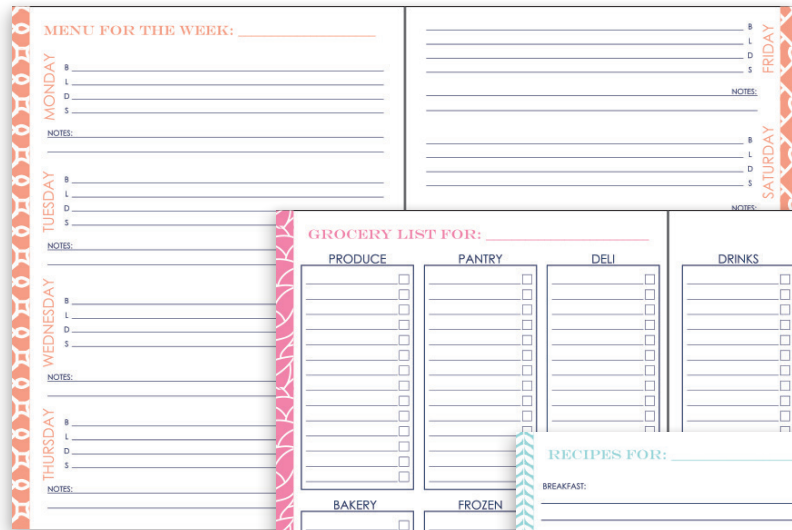 MENU FOR THE WEEK:
MONDAY
B
L
D
S
NOTES:
TUESDAY
B
L
D
S
NOTES:
WEDNESDAY
B
L
D
S
NOTES:
THURSDAY
B
L
D
S
NOTES:
B
L
D
S
FRIDAY
NOTES:
B
L
D
S
SATURDAY
NOTES:
GROCERY LIST FOR:
PRODUCE PANTRY DELI DRINKS
BAKERY FROZEN
RECIPES FOR:
BREAKFAST: